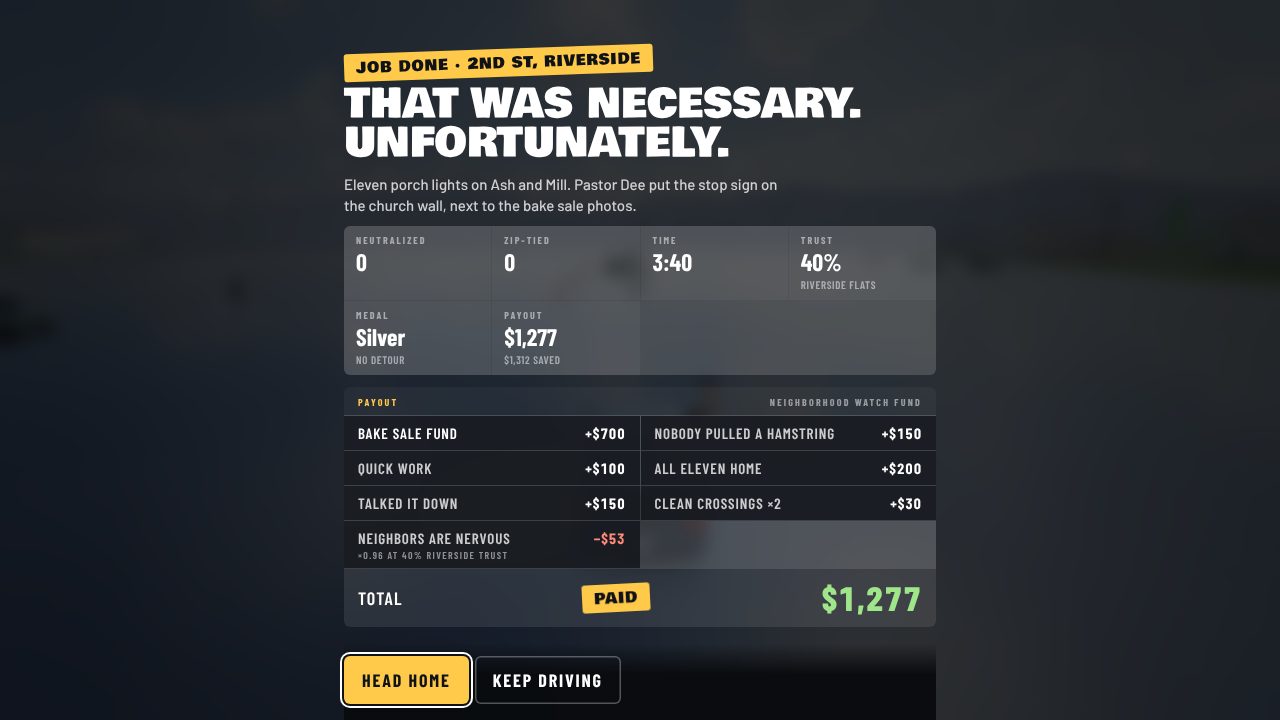 JOB DONE · 2ND ST, RIVERSIDE
THAT WAS NECESSARY.
UNFORTUNATELY.
Eleven porch lights on Ash and Mill. Pastor Dee put the stop sign on
the church wall, next to the bake sale photos.
NEUTRALIZED
0
ZIP-TIED
0
TIME
3:40
TRUST
40%
RIVERSIDE FLATS
MEDAL
Silver
NO DETOUR
PAYOUT
$1,277
$1,312 SAVED
PAYOUT
NEIGHBORHOOD WATCH FUND
BAKE SALE FUND +$700
NOBODY PULLED A HAMSTRING +$150
QUICK WORK +$100
ALL ELEVEN HOME +$200
TALKED IT DOWN +$150
CLEAN CROSSINGS ×2 +$30
NEIGHBORS ARE NERVOUS −$53
×0.96 AT 40% RIVERSIDE TRUST
TOTAL PAID $1,277
HEAD HOME
KEEP DRIVING